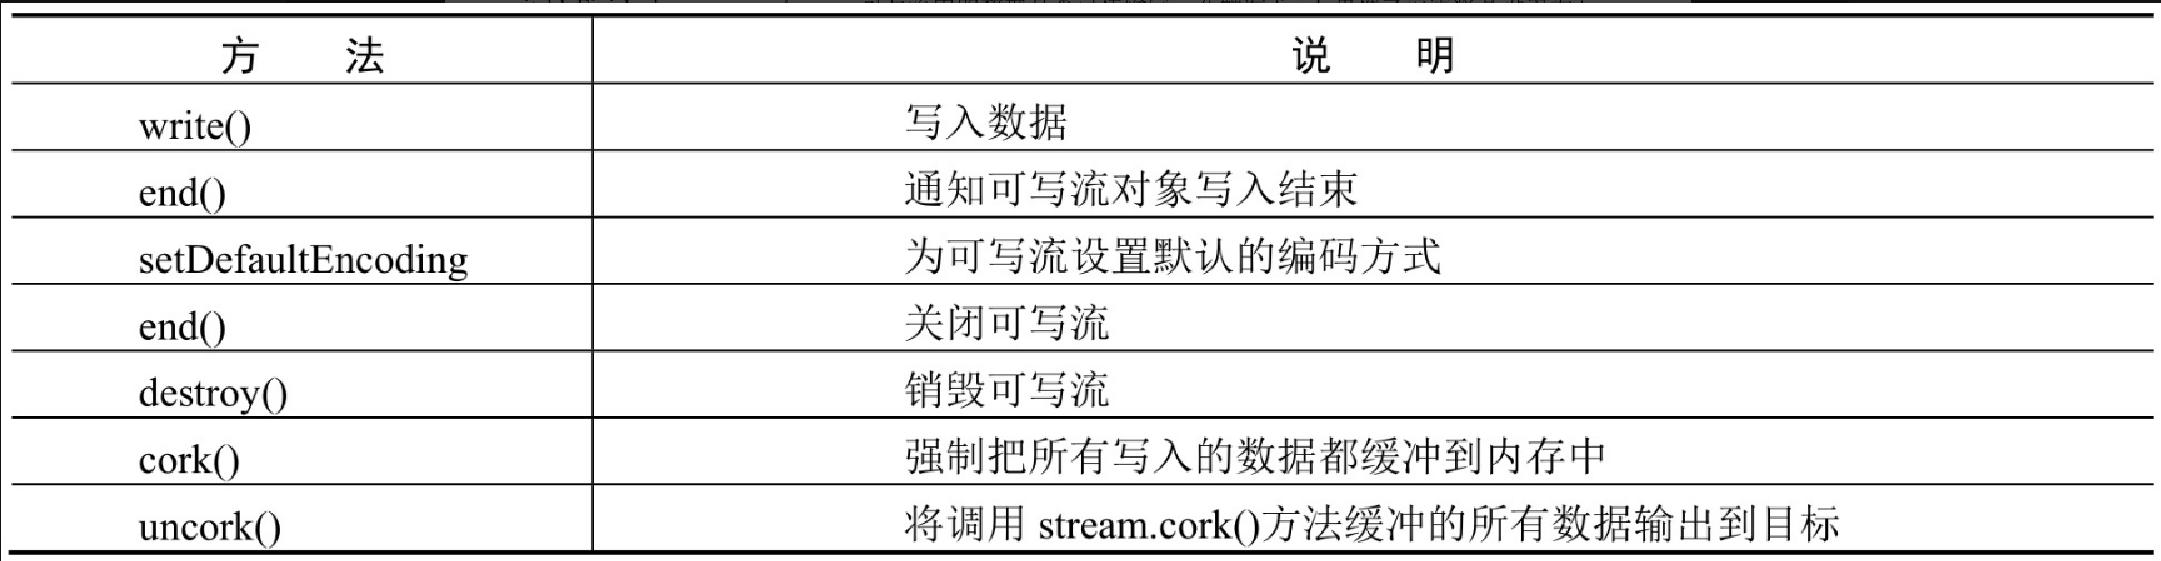 方 法 说 明
write() 写入数据
end() 通知可写流对象写入结束
setDefaultEncoding 为可写流设置默认的编码方式
end() 关闭可写流
destroy() 销毁可写流
cork() 强制把所有写入的数据都缓冲到内存中
uncork() 将调用 stream.cork()方法缓冲的所有数据输出到目标